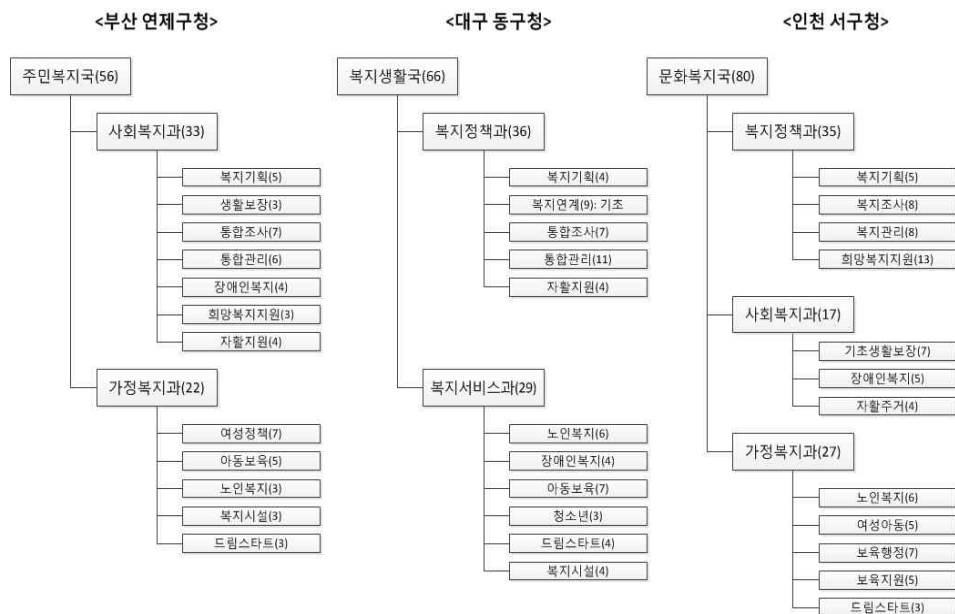 <부산 연제구청>
주민복지국(56)
사회복지과(33)
복지기획(5)
생활보장(3)
통합조사(7)
통합관리(6)
장애인복지(4)
희망복지지원(3)
자활지원(4)
가정복지과(22)
여성정책(7)
아동보육(5)
노인복지(3)
복지시설(3)
드림스타트(3)
<대구 동구청>
복지생활국(66)
복지정책과(36)
복지기획(4)
복지연계(9): 기초
통합조사(7)
통합관리(11)
자활지원(4)
복지서비스과(29)
노인복지(6)
장애인복지(4)
아동보육(7)
청소년(3)
드림스타트(4)
복지시설(4)
<인천 서구청>
문화복지국(80)
복지정책과(35)
복지기획(5)
복지조사(8)
복지관리(8)
희망복지지원(13)
사회복지과(17)
기초생활보장(7)
장애인복지(5)
자활주거(4)
가정복지과(27)
노인복지(6)
여성아동(5)
보육행정(7)
보육지원(5)
드림스타트(3)